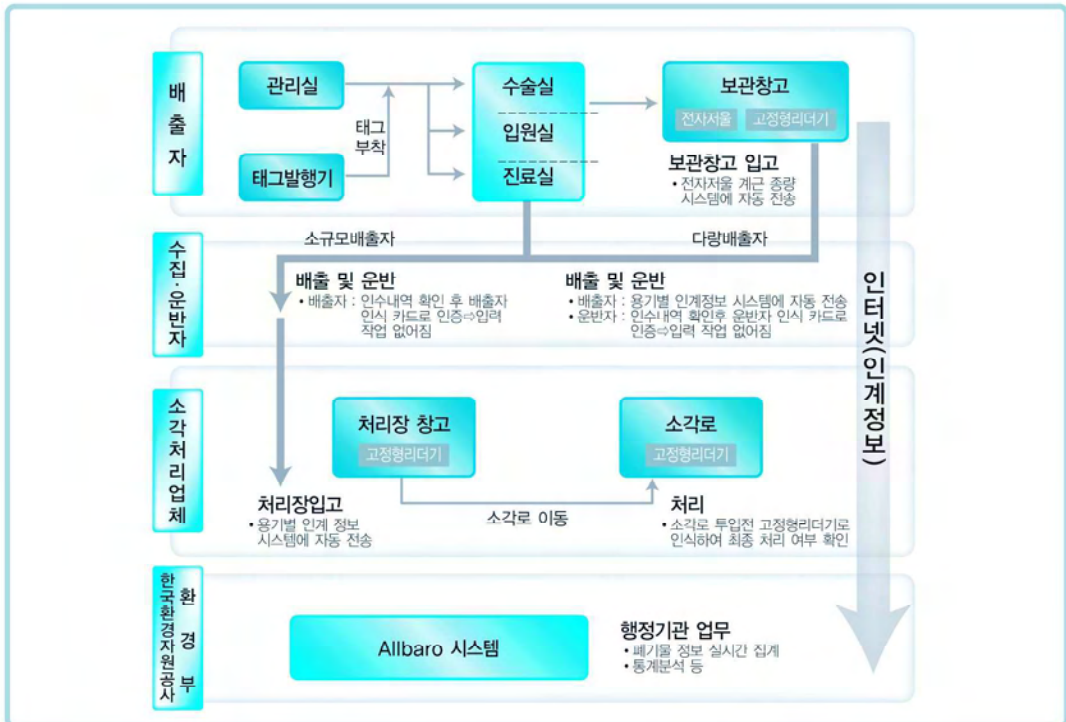 배출자
관리실
태그발행기
태그
부착
수술실
입원실
진료실
보관창고
전자서울
고정형리더기
보관창고 입고
• 전자저울 계근 중량
시스템에 자동 전송
소규모배출자
다량배출자
수집·운반자
배출 및 운반
• 배출자 : 인수내역 확인 후 배출자
인식 카드로 인증⇨입력
작업 없어짐
배출 및 운반
• 배출자 : 용기별 인계정보 시스템에 자동 전송
• 운반자 : 인수내역 확인후 운반자 인식 카드로
인증⇨입력 작업 없어짐
인터넷(인계정보)
소각처리업체
처리장 창고
고정형리더기
소각로
고정형리더기
소각로 이동
처리장입고
• 용기별 인계 정보
시스템에 자동 전송
처리
• 소각로 투입전 고정형리더기로
인식하여 최종 처리 여부 확인
환경부
한국환경자원공사
Allbaro 시스템
행정기관 업무
• 폐기물 정보 실시간 집계
• 통계분석 등